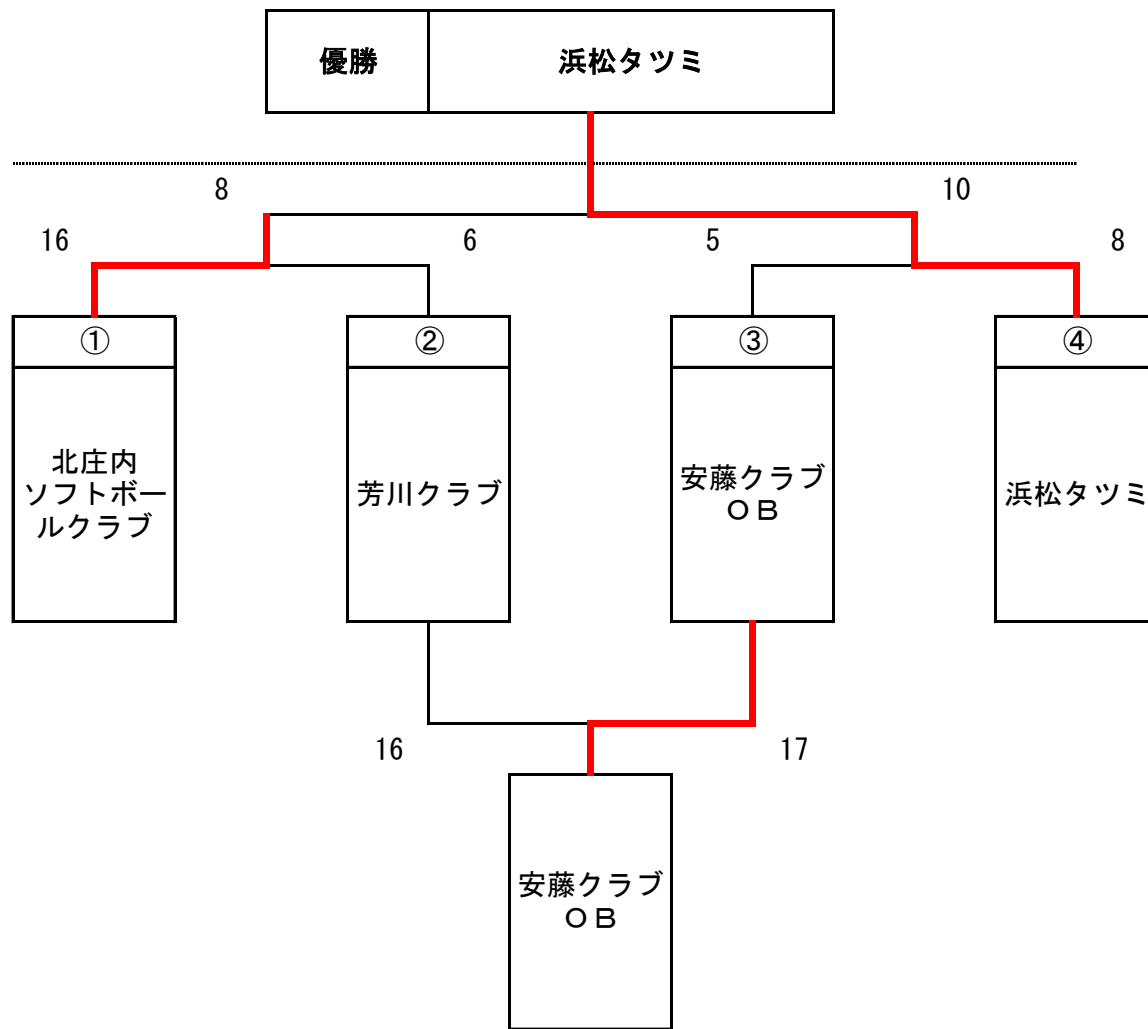 優勝 浜松タツミ
8 10
16 6 5 8
① ② ③ ④
北庄内
ソフトボー
ルクラブ
芳川クラブ
安藤クラブ
ＯＢ
浜松タツミ
16 17
安藤クラブ
ＯＢ